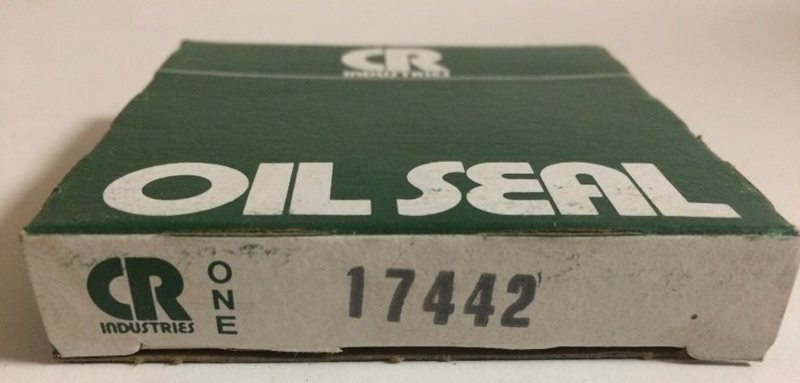 CR
INDUSTRIES
OIL SEAL
CR
INDUSTRIES
ONE
17442